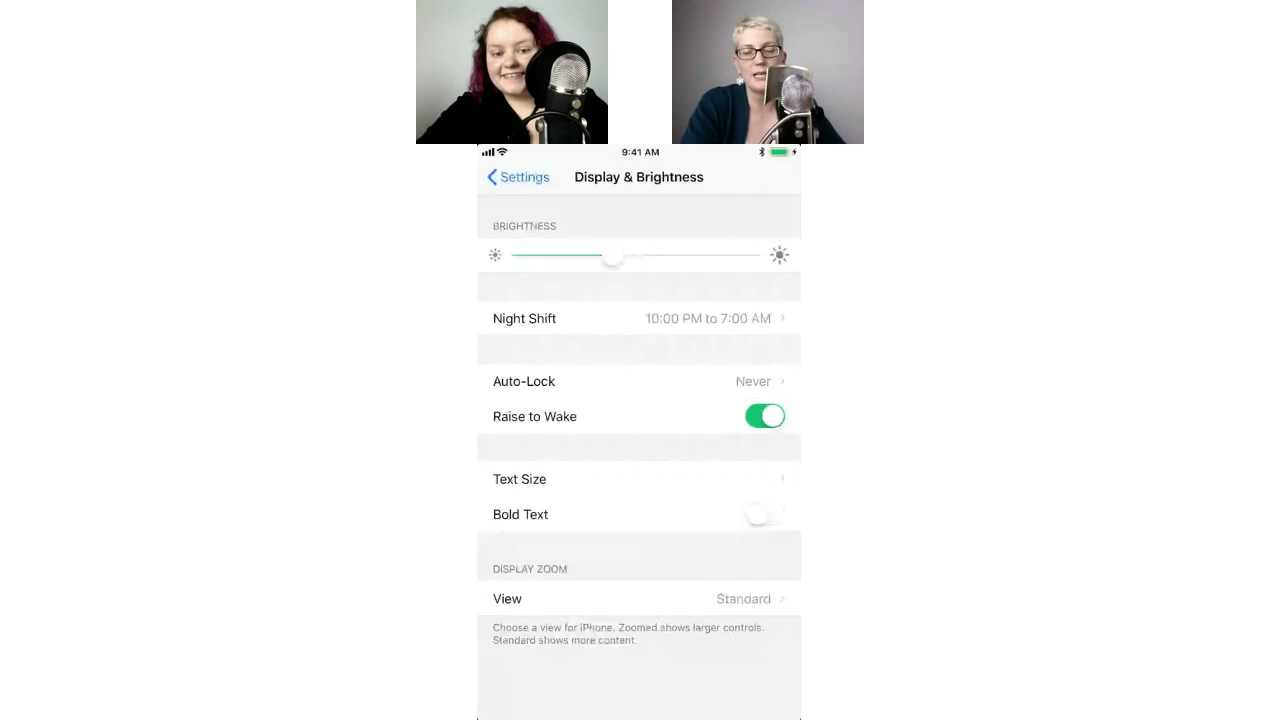 9:41 AM
Settings Display & Brightness
BRIGHTNESS
Night Shift 10:00 PM to 7:00 AM
Auto-Lock Never
Raise to Wake
Text Size
Bold Text
DISPLAY ZOOM
View Standard
Choose a view for iPhone. Zoomed shows larger controls.
Standard shows more content.